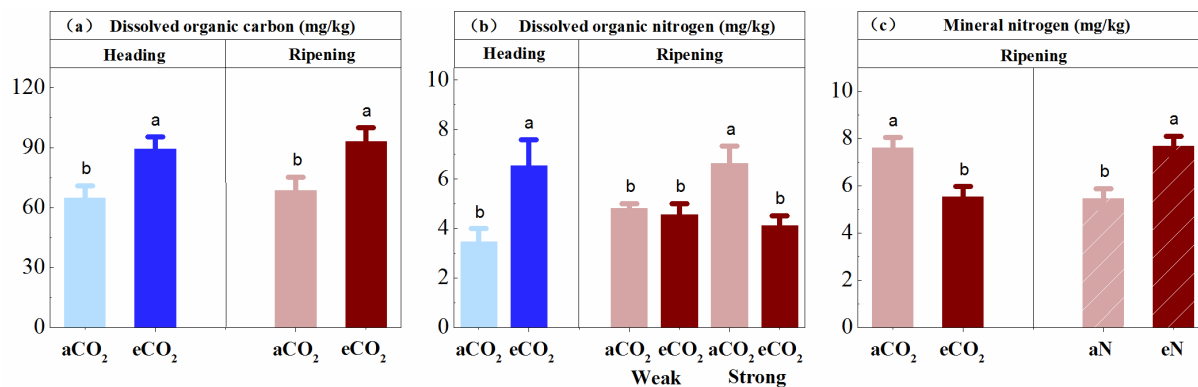 (a) Dissolved organic carbon (mg/kg)
Heading Ripening
120
90
60
30
0
b a b a
aCO₂ eCO₂ aCO₂ eCO₂
(b) Dissolved organic nitrogen (mg/kg)
Heading Ripening
10
8
6
4
2
0
b a b b a b
aCO₂ eCO₂ aCO₂ eCO₂ aCO₂ eCO₂
Weak Strong
(c) Mineral nitrogen (mg/kg)
Ripening
10
8
6
4
2
0
a b b a
aCO₂ eCO₂ aN eN